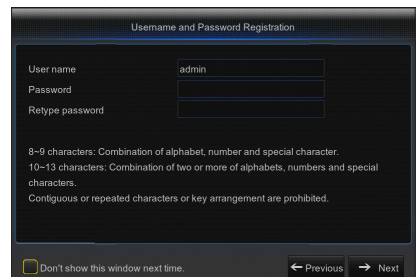 Username and Password Registration
User name admin
Password
Retype password
8~9 characters: Combination of alphabet, number and special character.
10~13 characters: Combination of two or more of alphabets, numbers and special
characters.
Contiguous or repeated characters or key arrangement are prohibited.
Don't show this window next time. ← Previous → Next